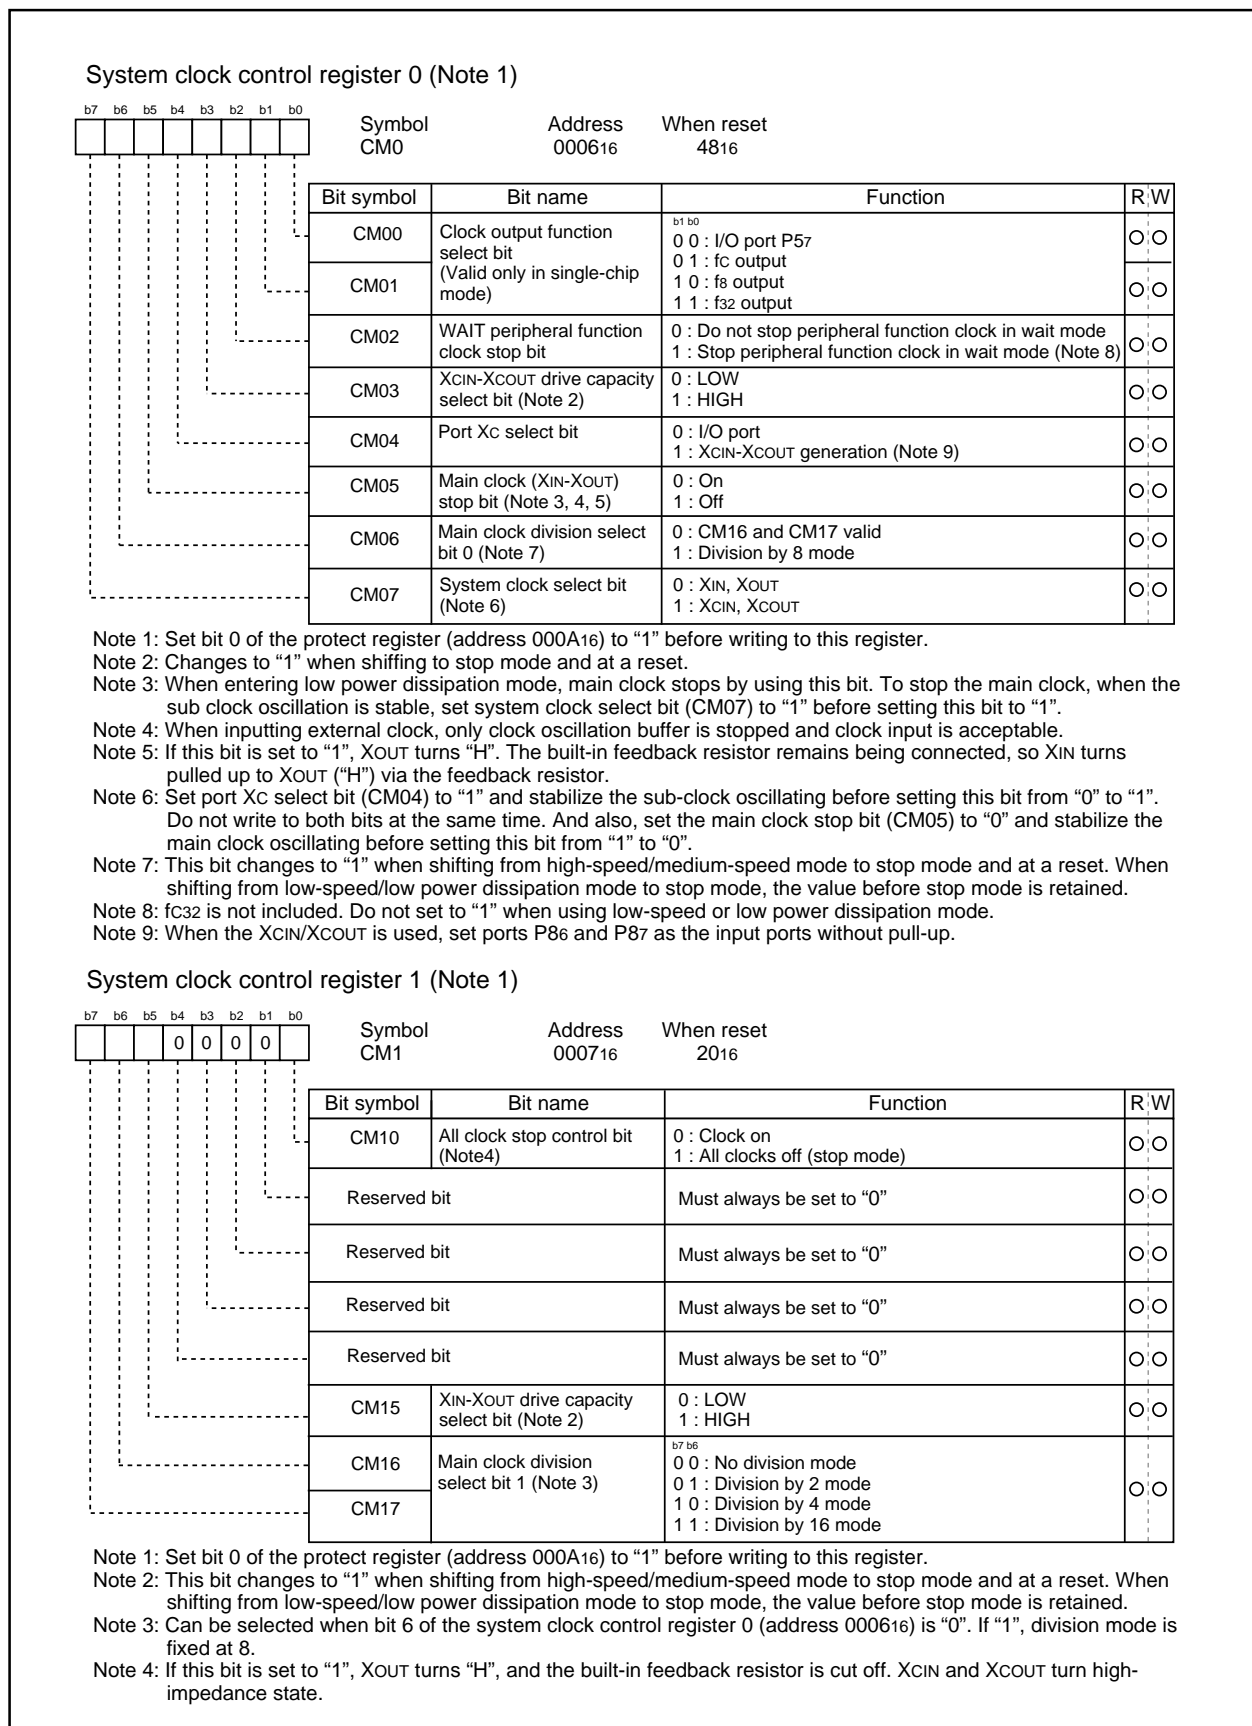 System clock control register 0 (Note 1)
b7 b6 b5 b4 b3 b2 b1 b0
Symbol Address When reset
CM0 000616 4816
Bit symbol Bit name Function R W
CM00 Clock output function select bit (Valid only in single-chip mode)
b1 b0
0 0 : I/O port P57
0 1 : fC output
CM01
1 0 : f8 output
1 1 : f32 output
CM02 WAIT peripheral function clock stop bit
0 : Do not stop peripheral function clock in wait mode
1 : Stop peripheral function clock in wait mode (Note 8)
CM03 XCIN-XCOUT drive capacity select bit (Note 2)
0 : LOW
1 : HIGH
CM04 Port XC select bit
0 : I/O port
1 : XCIN-XCOUT generation (Note 9)
CM05 Main clock (XIN-XOUT) stop bit (Note 3, 4, 5)
0 : On
1 : Off
CM06 Main clock division select bit 0 (Note 7)
0 : CM16 and CM17 valid
1 : Division by 8 mode
CM07 System clock select bit (Note 6)
0 : XIN, XOUT
1 : XCIN, XCOUT
Note 1: Set bit 0 of the protect register (address 000A16) to “1” before writing to this register.
Note 2: Changes to “1” when shiffing to stop mode and at a reset.
Note 3: When entering low power dissipation mode, main clock stops by using this bit. To stop the main clock, when the
sub clock oscillation is stable, set system clock select bit (CM07) to “1” before setting this bit to “1”.
Note 4: When inputting external clock, only clock oscillation buffer is stopped and clock input is acceptable.
Note 5: If this bit is set to “1”, XOUT turns “H”. The built-in feedback resistor remains being connected, so XIN turns
pulled up to XOUT (“H”) via the feedback resistor.
Note 6: Set port XC select bit (CM04) to “1” and stabilize the sub-clock oscillating before setting this bit from “0” to “1”.
Do not write to both bits at the same time. And also, set the main clock stop bit (CM05) to “0” and stabilize the
main clock oscillating before setting this bit from “1” to “0”.
Note 7: This bit changes to “1” when shifting from high-speed/medium-speed mode to stop mode and at a reset. When
shifting from low-speed/low power dissipation mode to stop mode, the value before stop mode is retained.
Note 8: fC32 is not included. Do not set to “1” when using low-speed or low power dissipation mode.
Note 9: When the XCIN/XCOUT is used, set ports P86 and P87 as the input ports without pull-up.
System clock control register 1 (Note 1)
b7 b6 b5 b4 b3 b2 b1 b0
0 0 0 0
Symbol Address When reset
CM1 000716 2016
Bit symbol Bit name Function R W
CM10 All clock stop control bit (Note4)
0 : Clock on
1 : All clocks off (stop mode)
Reserved bit Must always be set to “0”
Reserved bit Must always be set to “0”
Reserved bit Must always be set to “0”
Reserved bit Must always be set to “0”
CM15 XIN-XOUT drive capacity select bit (Note 2)
0 : LOW
1 : HIGH
CM16 Main clock division select bit 1 (Note 3)
b7 b6
0 0 : No division mode
0 1 : Division by 2 mode
CM17
1 0 : Division by 4 mode
1 1 : Division by 16 mode
Note 1: Set bit 0 of the protect register (address 000A16) to “1” before writing to this register.
Note 2: This bit changes to “1” when shifting from high-speed/medium-speed mode to stop mode and at a reset. When
shifting from low-speed/low power dissipation mode to stop mode, the value before stop mode is retained.
Note 3: Can be selected when bit 6 of the system clock control register 0 (address 000616) is “0”. If “1”, division mode is
fixed at 8.
Note 4: If this bit is set to “1”, XOUT turns “H”, and the built-in feedback resistor is cut off. XCIN and XCOUT turn high-
impedance state.